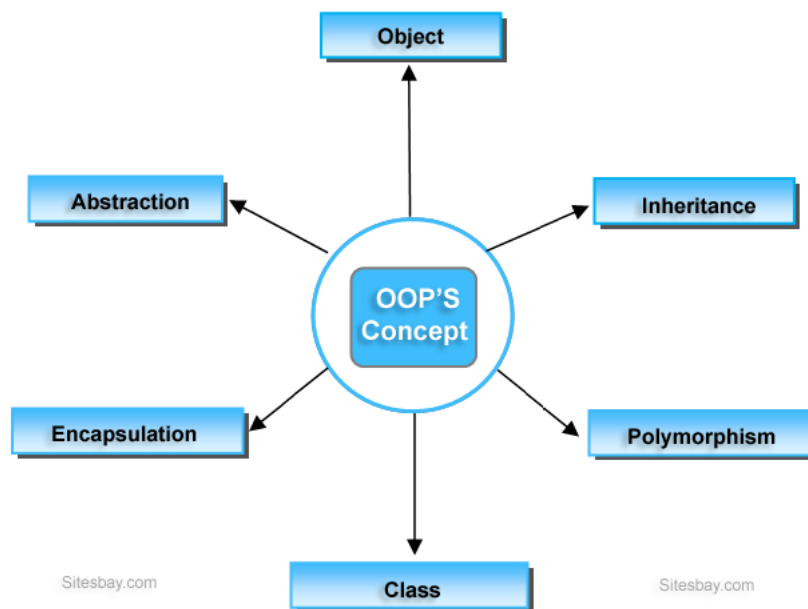 Object
Abstraction
Inheritance
OOP'S
Concept
Encapsulation
Polymorphism
Sitesbay.com
Class
Sitesbay.com